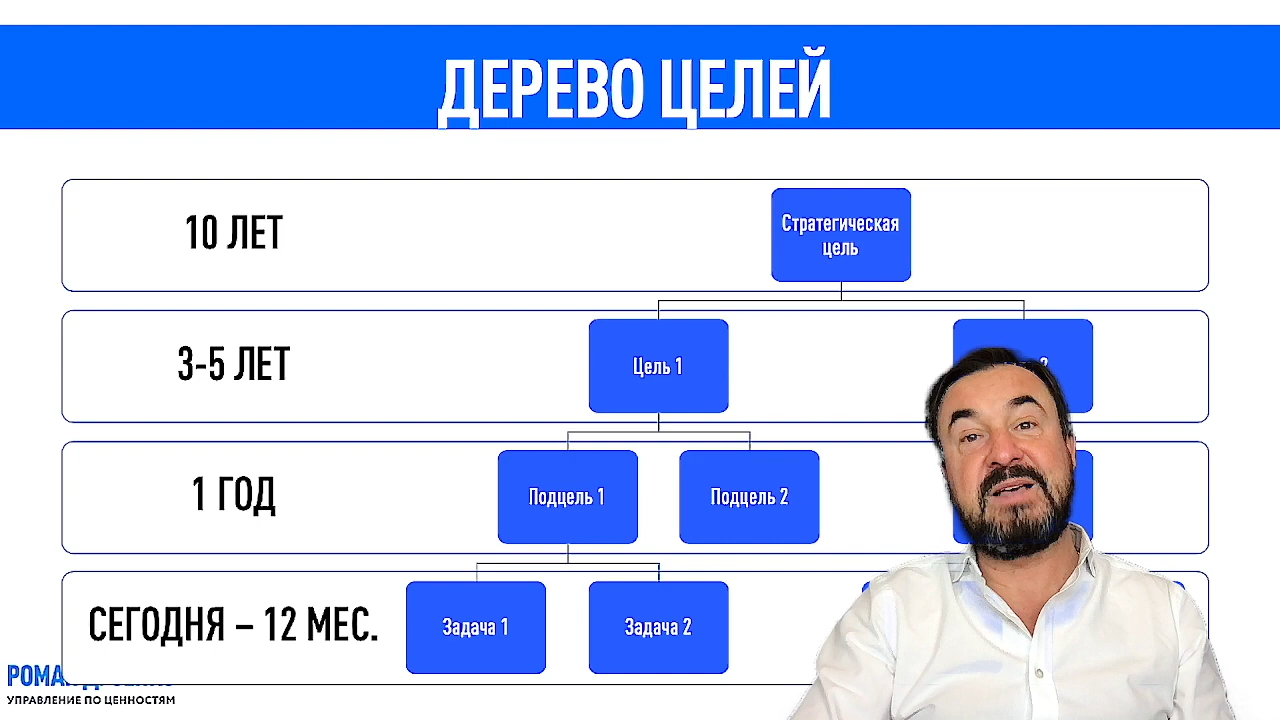 ДЕРЕВО ЦЕЛЕЙ
10 ЛЕТ
Стратегическая
цель
3-5 ЛЕТ
Цель 1
2
1 ГОД
Подцель 1
Подцель 2
СЕГОДНЯ – 12 МЕС.
Задача 1
Задача 2
УПРАВЛЕНИЕ ПО ЦЕННОСТЯМ